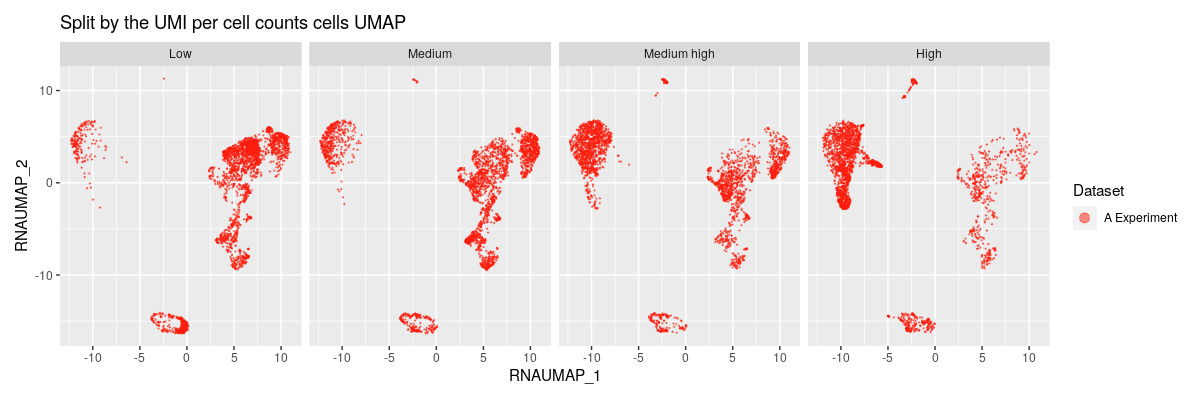 Split by the UMI per cell counts cells UMAP
Low Medium Medium high High
10
0
-10
RNAUMAP_2
-10 -5 0 5 10 -10 -5 0 5 10 -10 -5 0 5 10 -10 -5 0 5 10
RNAUMAP_1
Dataset
A Experiment